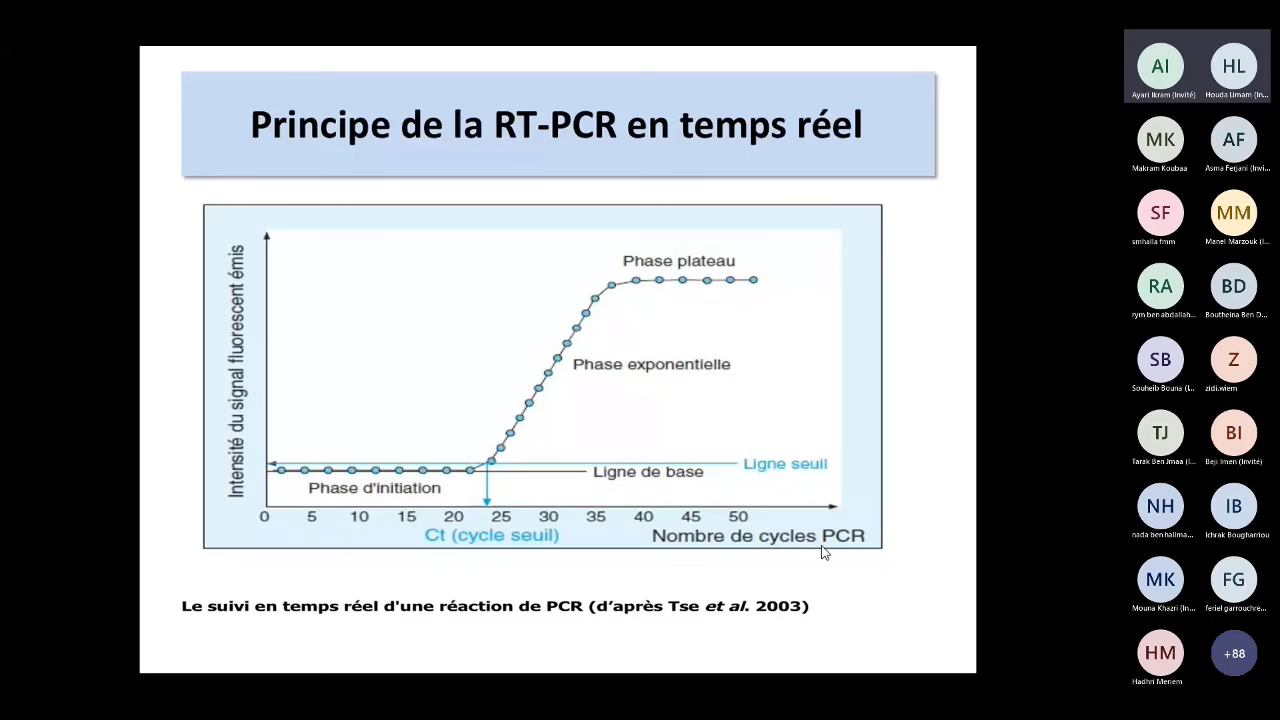 Principe de la RT-PCR en temps réel
Intensité du signal fluorescent émis
Phase plateau
Phase exponentielle
Ligne seuil
Ligne de base
Phase d'initiation
0 5 10 15 20 25 30 35 40 45 50
Ct (cycle seuil)
Nombre de cycles PCR
Le suivi en temps réel d'une réaction de PCR (d’après Tse et al. 2003)
AI HL
Ayari Ikram (Invité) Houda Limam (In...
MK AF
Makram Koubaa Asma Ferjani (Invi...
SF MM
smhalla fmm Manel Marzouk (I...
RA BD
rym ben abdallah... Boutheina Ben D...
SB Z
Souheib Bouna (I... zidi.wiem
TJ BI
Tarak Ben Jmaa (I... Beji Imen (Invité)
NH IB
nada ben halima... Ichrak Bougharriou
MK FG
Mouna Khazri (In... feriel garrouchre...
HM +88
Hadhri Meriem